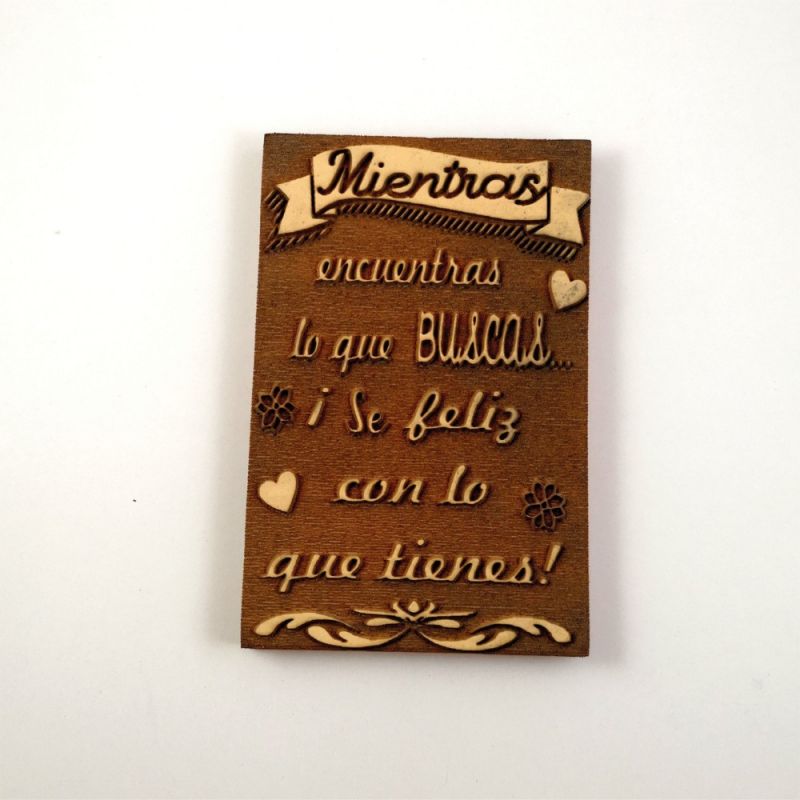 Mientras
encuentras
lo que BUSCAS...
¡ Se feliz
con lo
que tienes!